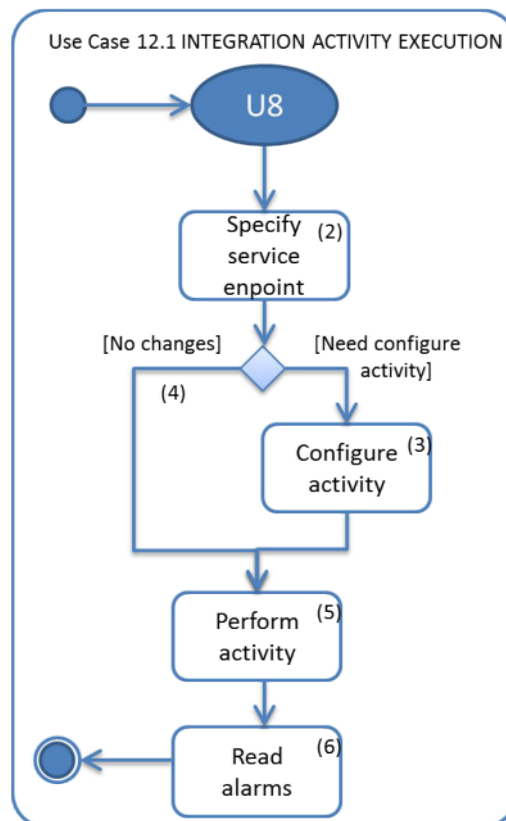 Use Case 12.1 INTEGRATION ACTIVITY EXECUTION
U8
(2)
Specify
service
enpoint
[No changes]
[Need configure
activity]
(4)
(3)
Configure
activity
(5)
Perform
activity
(6)
Read
alarms